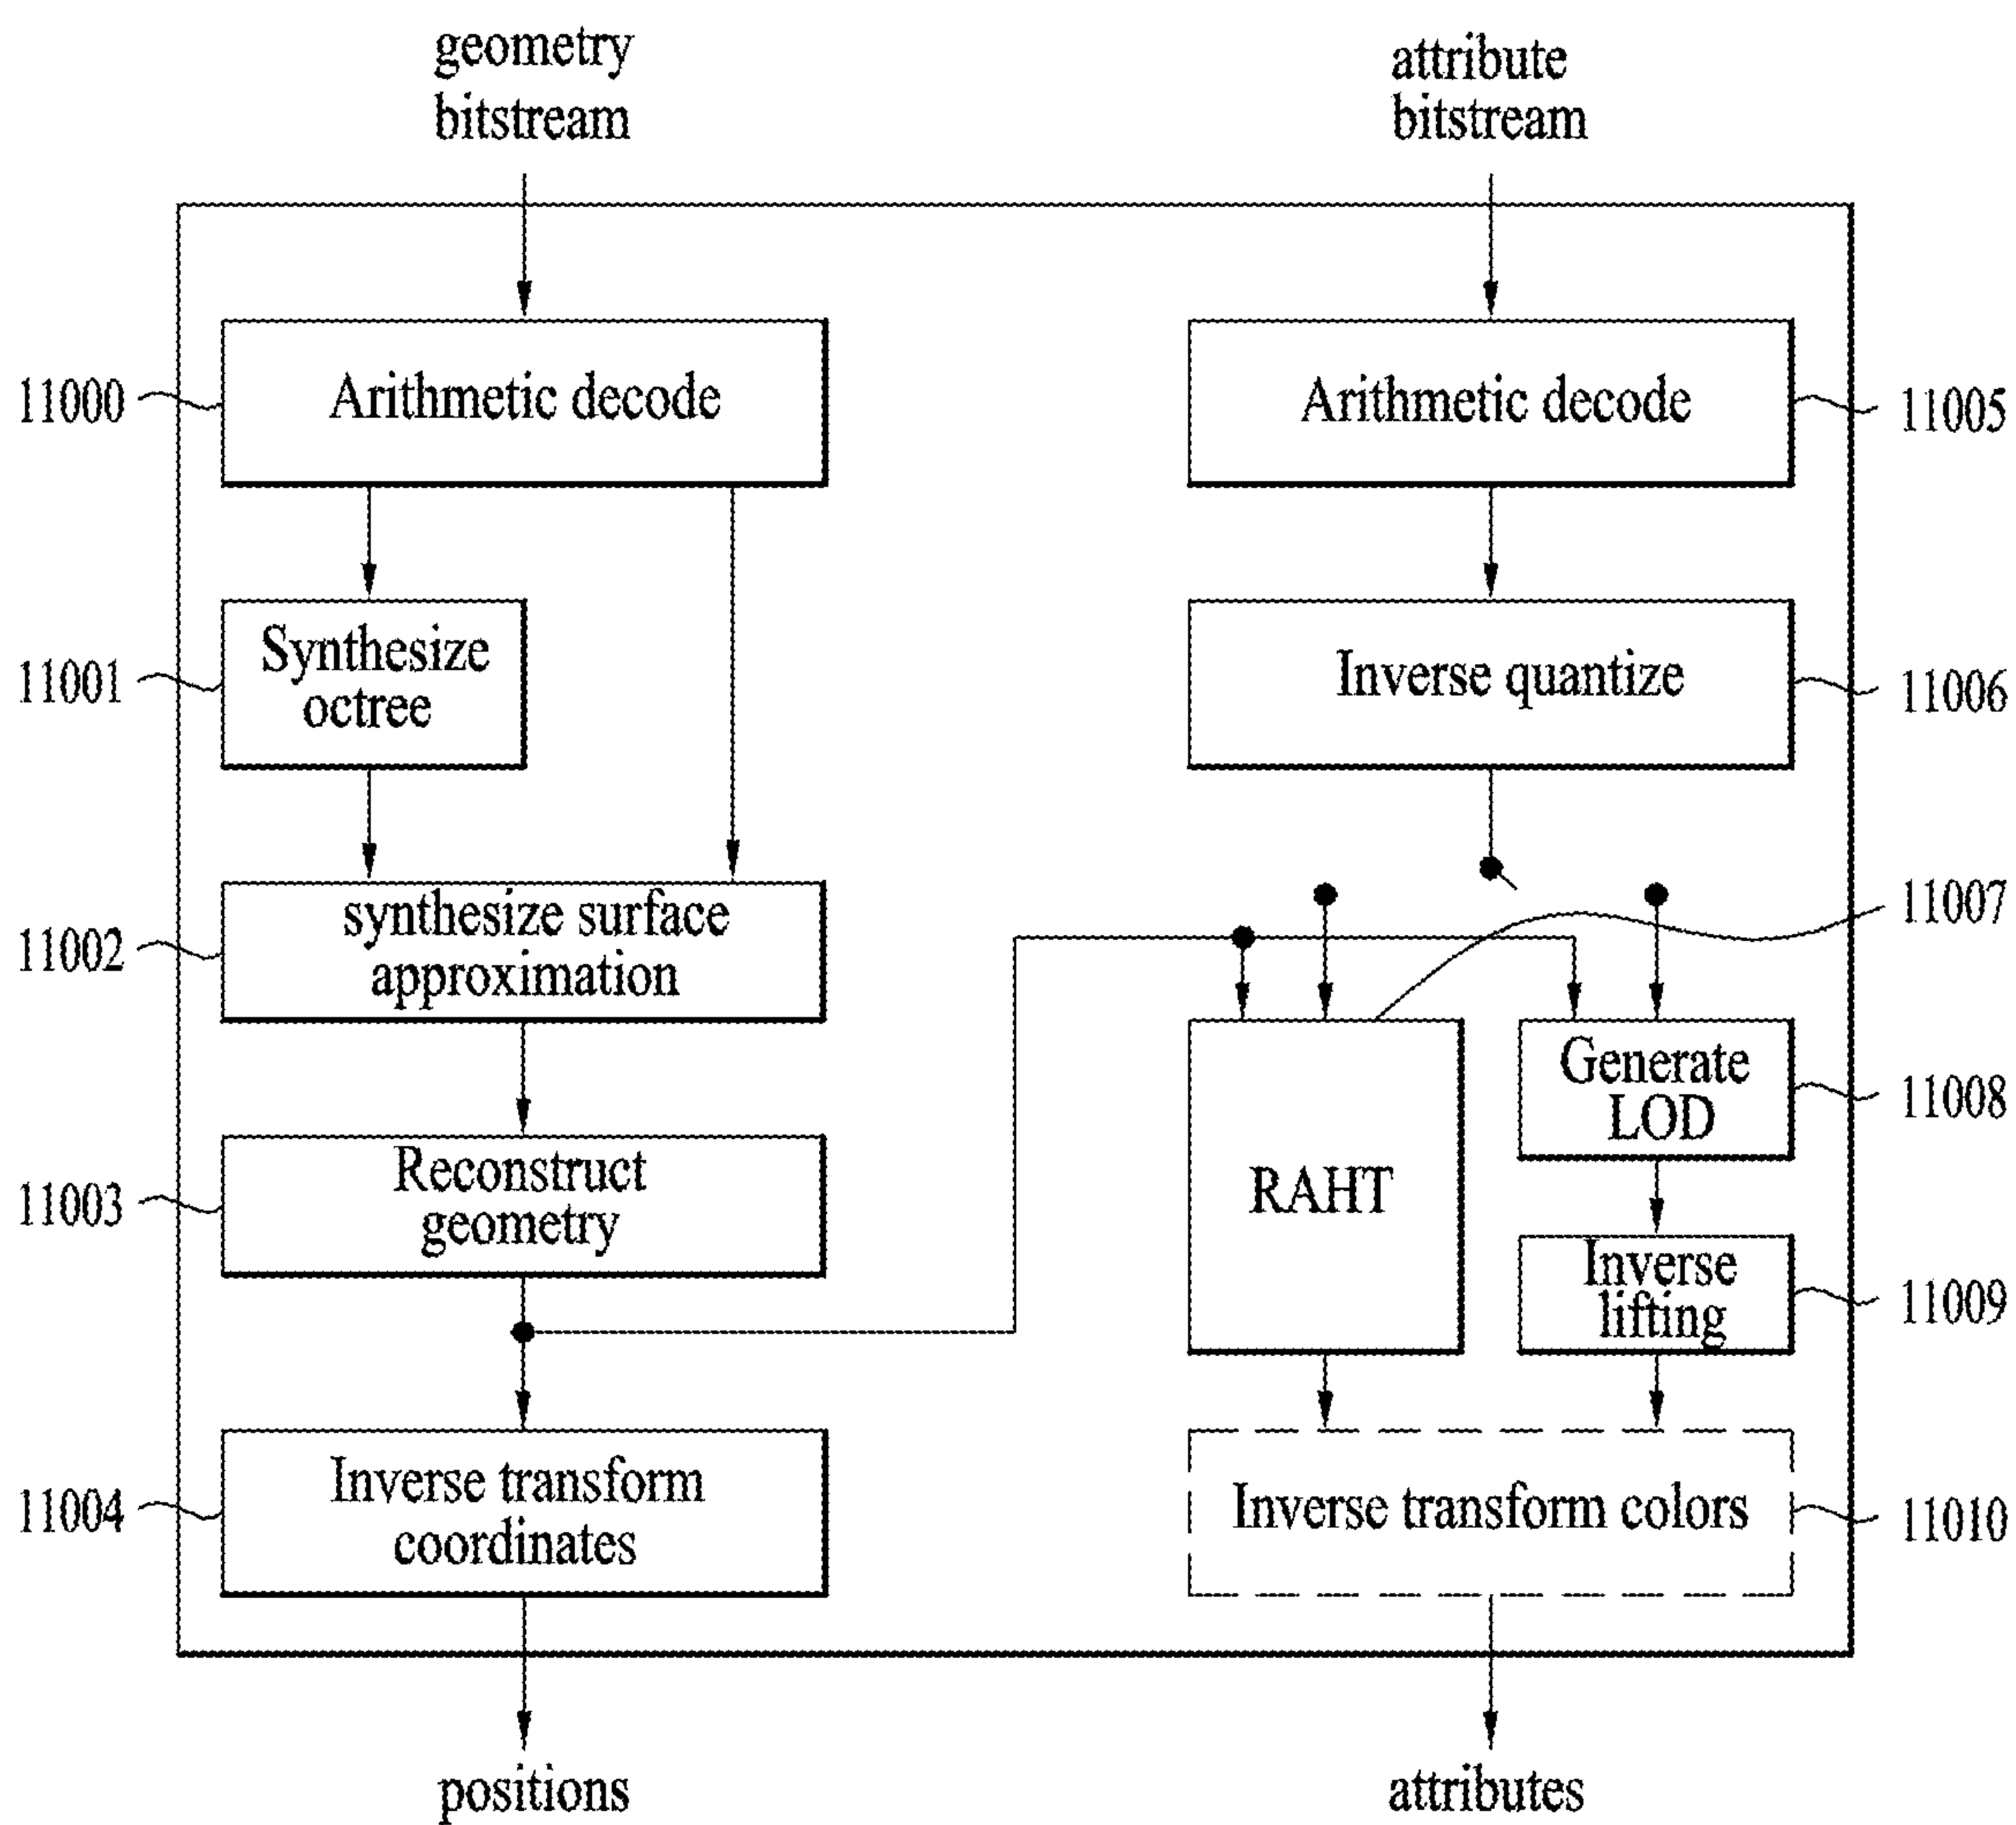 geometry
bitstream
attribute
bitstream
11000
Arithmetic decode
Arithmetic decode
11005
11001
Synthesize
octree
Inverse quantize
11006
11002
synthesize surface
approximation
11007
11003
Reconstruct
geometry
RAHT
Generate
LOD
11008
Inverse
lifting
11009
11004
Inverse transform
coordinates
Inverse transform colors
11010
positions
attributes